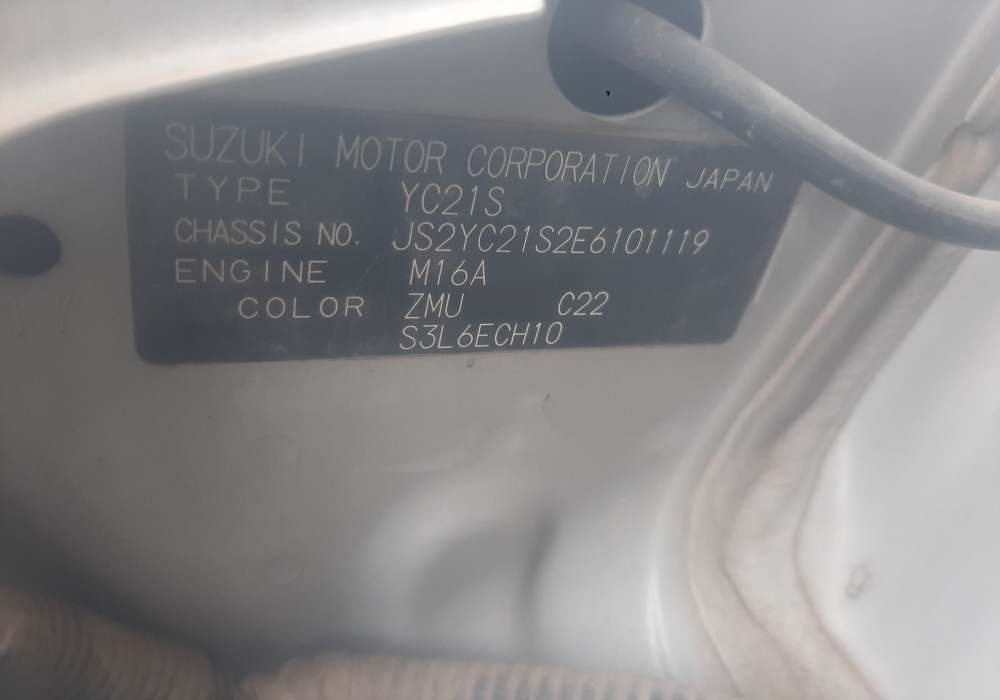 SUZUKI MOTOR CORPORATION JAPAN
TYPE YC21S
CHASSIS NO. JS2YC21S2E6101119
ENGINE M16A
COLOR ZMU C22
S3L6ECH10